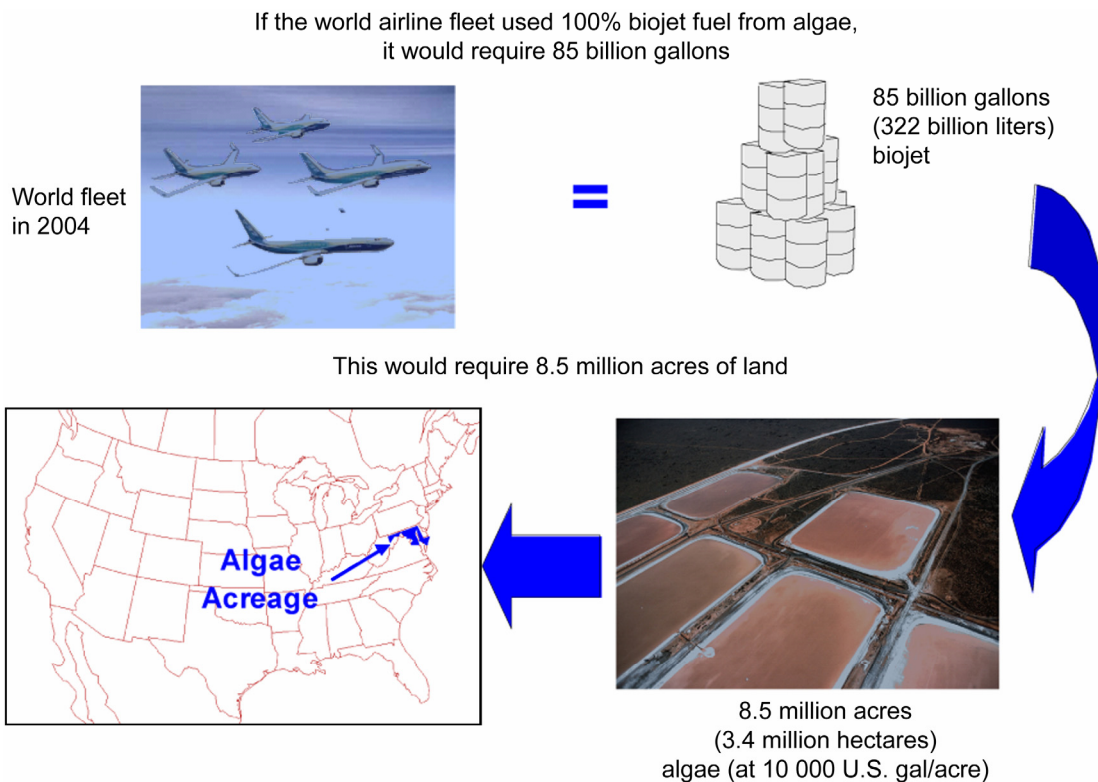 If the world airline fleet used 100% biojet fuel from algae,
it would require 85 billion gallons
World fleet
in 2004
=
85 billion gallons
(322 billion liters)
biojet
This would require 8.5 million acres of land
Algae
Acreage
8.5 million acres
(3.4 million hectares)
algae (at 10 000 U.S. gal/acre)